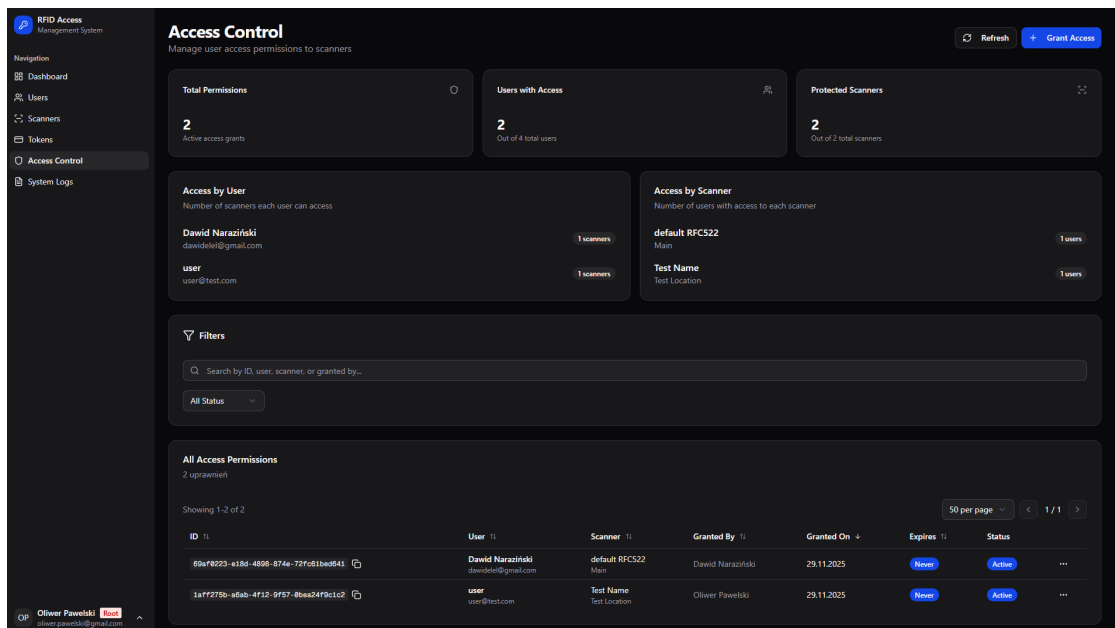 RFID Access
Management System
Navigation
Dashboard
Users
Scanners
Tokens
Access Control
System Logs
OP
Oliwer Pawelski Root
oliwer.pawelski@gmail.com
Access Control
Manage user access permissions to scanners
Refresh
+ Grant Access
Total Permissions
2
Active access grants
Users with Access
2
Out of 4 total users
Protected Scanners
2
Out of 2 total scanners
Access by User
Number of scanners each user can access
Dawid Naraziński
dawidelel@gmail.com
1 scanners
user
user@test.com
1 scanners
Access by Scanner
Number of users with access to each scanner
default RFC522
Main
1 users
Test Name
Test Location
1 users
Filters
Search by ID, user, scanner, or granted by...
All Status
All Access Permissions
2 uprawnień
Showing 1-2 of 2
50 per page
1 / 1
ID User Scanner Granted By Granted On Expires Status
69af0223-e18d-4898-874e-72fc61bed641 Dawid Naraziński default RFC522 Dawid Naraziński 29.11.2025 Never Active ...
dawidelel@gmail.com Main
1aff275b-a6ab-4f12-9f57-0bea24f9c1c2 user Test Name Oliwer Pawelski 29.11.2025 Never Active ...
user@test.com Test Location